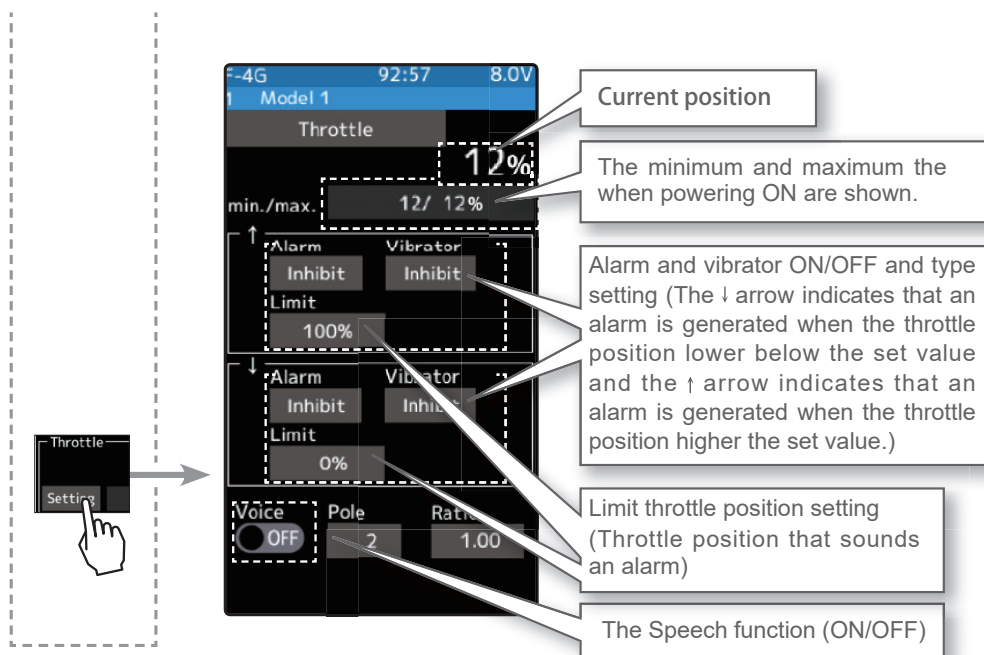 F-4G 92:57 8.0V
1 Model 1
Throttle
12%
min./max. 12/ 12%
↑
Alarm Vibrator
Inhibit Inhibit
Limit
100%
↓
Alarm Vibrator
Inhibit Inhibit
Limit
0%
Voice Pole Ratio
OFF 2 1.00
Throttle
Setting
Current position
The minimum and maximum the
when powering ON are shown.
Alarm and vibrator ON/OFF and type
setting (The ↓ arrow indicates that an
alarm is generated when the throttle
position lower below the set value
and the ↑ arrow indicates that an
alarm is generated when the throttle
position higher the set value.)
Limit throttle position setting
(Throttle position that sounds
an alarm)
The Speech function (ON/OFF)